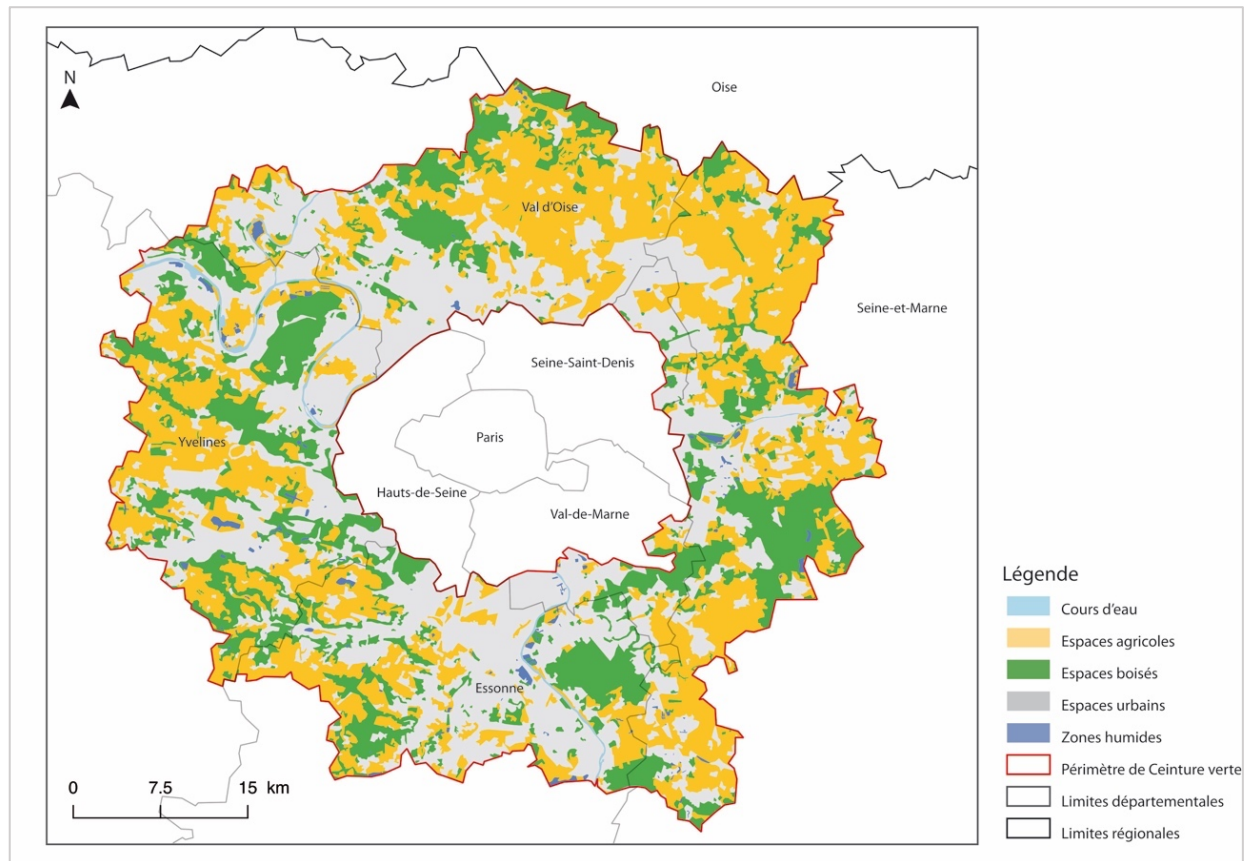 N
Oise
Val d'Oise
Seine-et-Marne
Seine-Saint-Denis
Paris
Yvelines
Hauts-de-Seine
Val-de-Marne
Essonne
0 7.5 15 km
Légende
Cours d'eau
Espaces agricoles
Espaces boisés
Espaces urbains
Zones humides
Périmètre de Ceinture verte
Limites départementales
Limites régionales